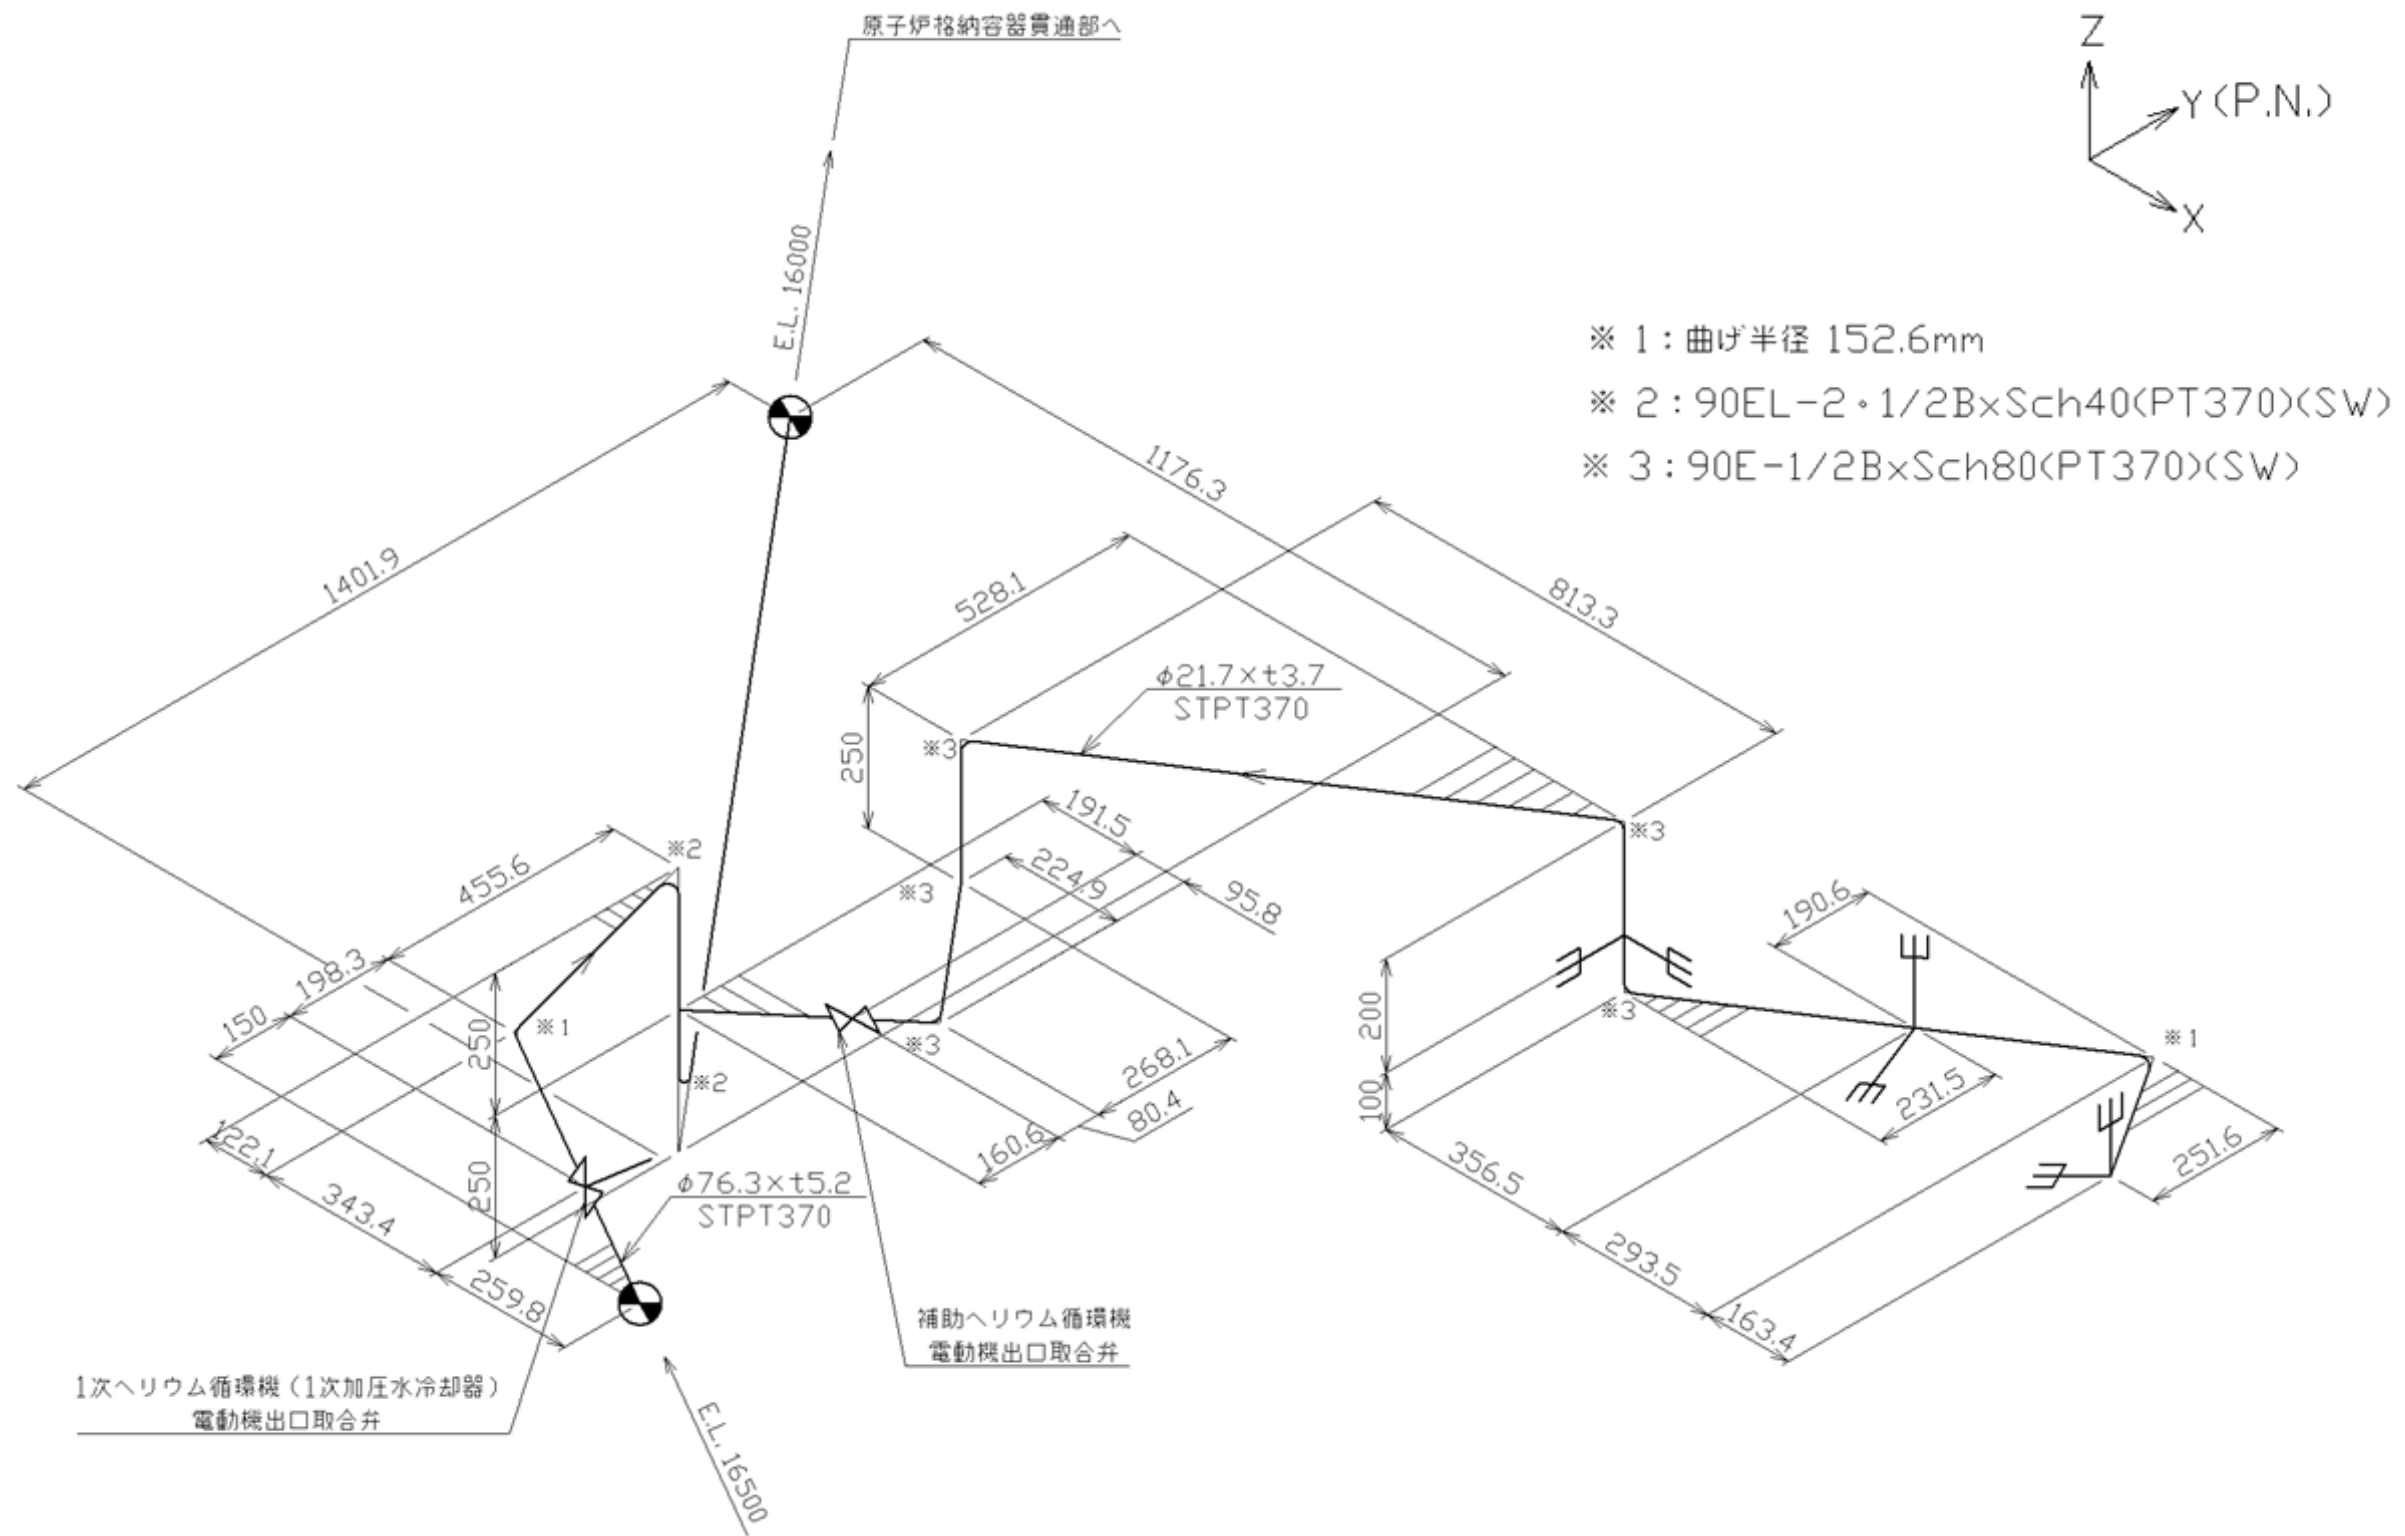 原子炉格納容器貫通部へ
Z
Y(P.N.)
X
E.L. 16000
※ 1:曲げ半径 152.6mm
※ 2:90EL-2・1/2B×Sch40(PT370)(SW)
※ 3:90E-1/2B×Sch80(PT370)(SW)
1401.9
1176.3
528.1
813.3
φ21.7×t3.7
STPT370
250
※3
※3
455.6
※2
191.5
224.9
※3
95.8
190.6
198.3
150
※1
250
※3
268.1
200
※3
※1
※2
231.5
100
80.4
122.1
160.6
356.5
251.6
343.4
250
φ76.3×t5.2
STPT370
293.5
259.8
163.4
補助ヘリウム循環機
電動機出口取合弁
1次ヘリウム循環機(1次加圧水冷却器)
電動機出口取合弁
E.L. 16500